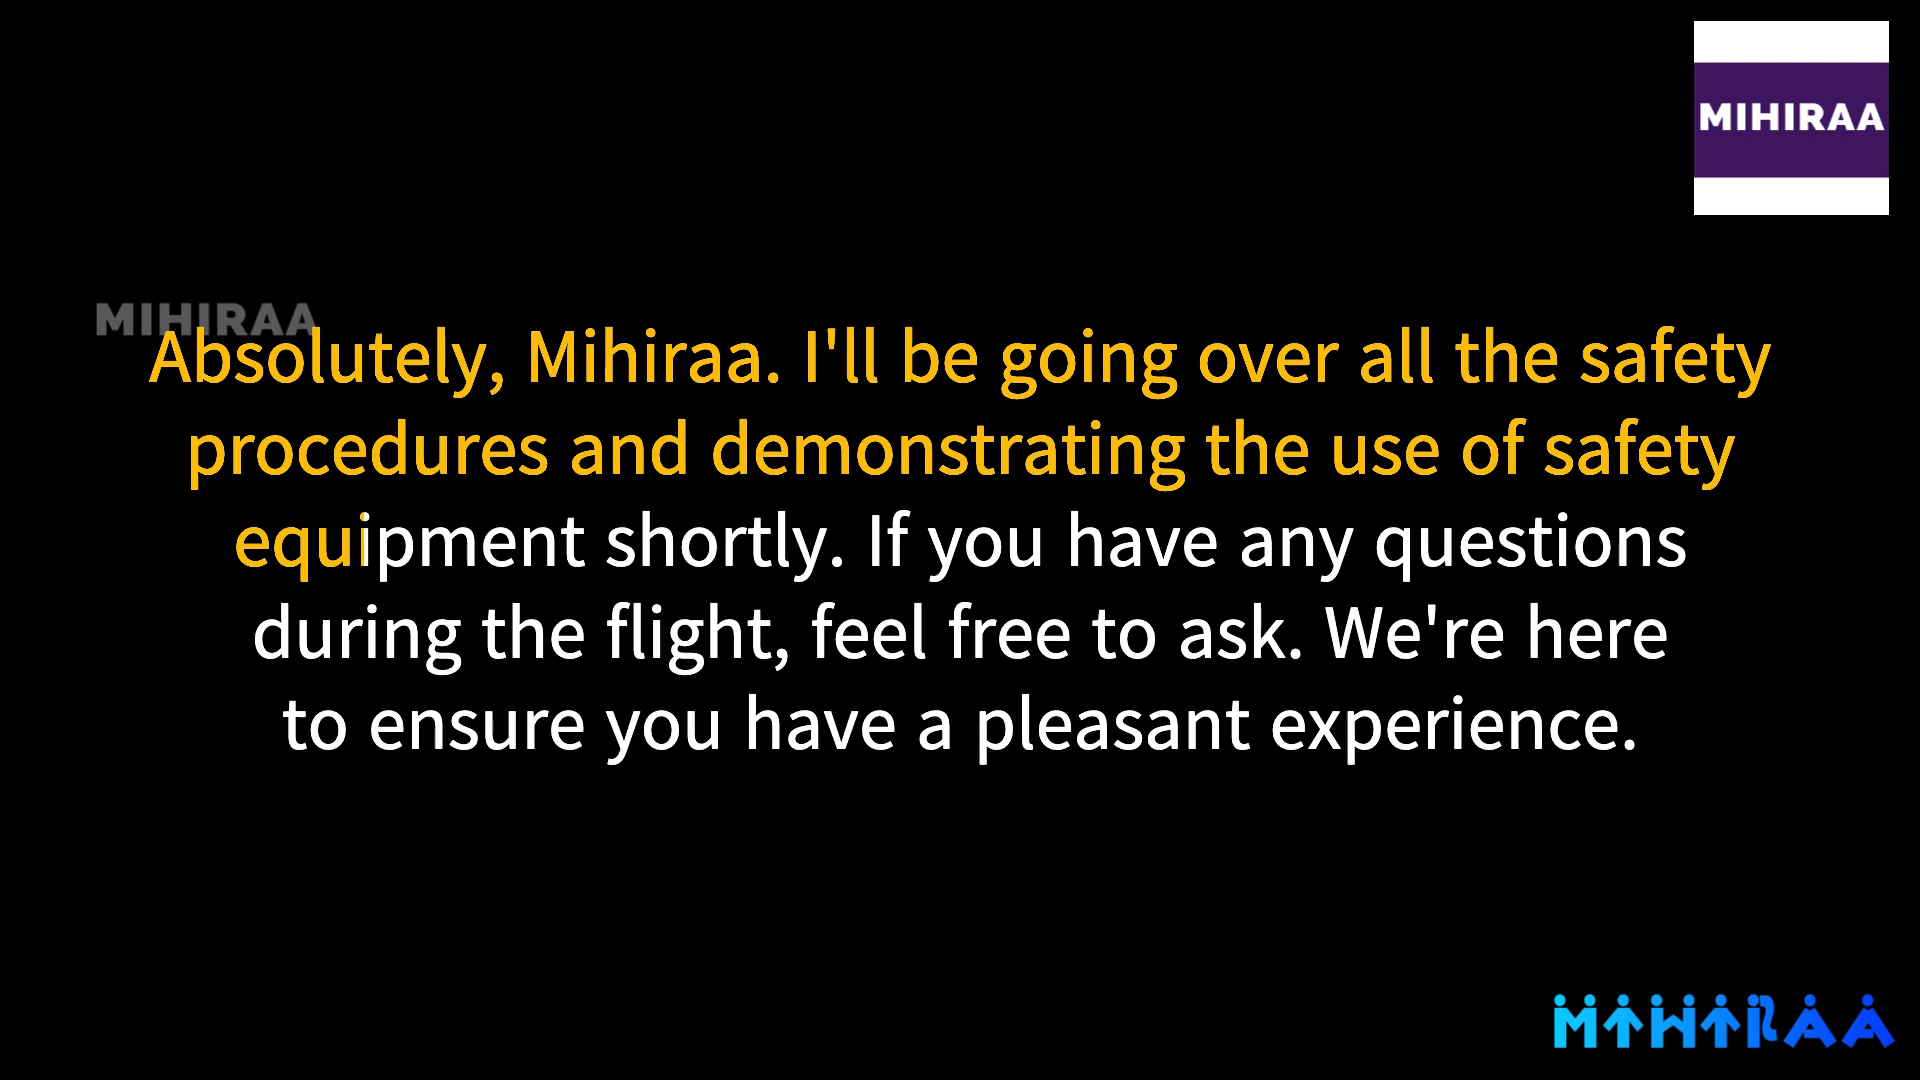 MIHIRAA
MIHIRAA
Absolutely, Mihiraa. I'll be going over all the safety
procedures and demonstrating the use of safety
equipment shortly. If you have any questions
during the flight, feel free to ask. We're here
to ensure you have a pleasant experience.
MIHIRAA